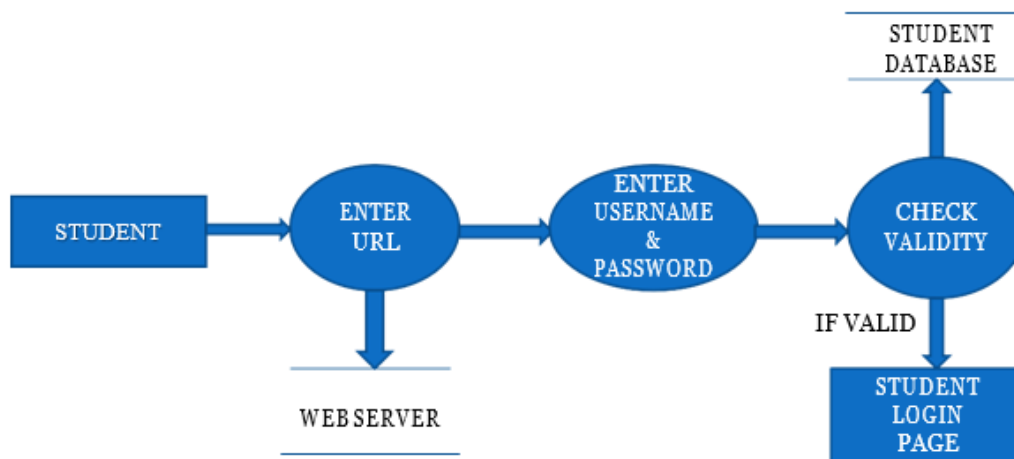 STUDENT
DATABASE
STUDENT
ENTER
URL
ENTER
USERNAME
&
PASSWORD
CHECK
VALIDITY
IF VALID
WEB SERVER
STUDENT
LOGIN
PAGE